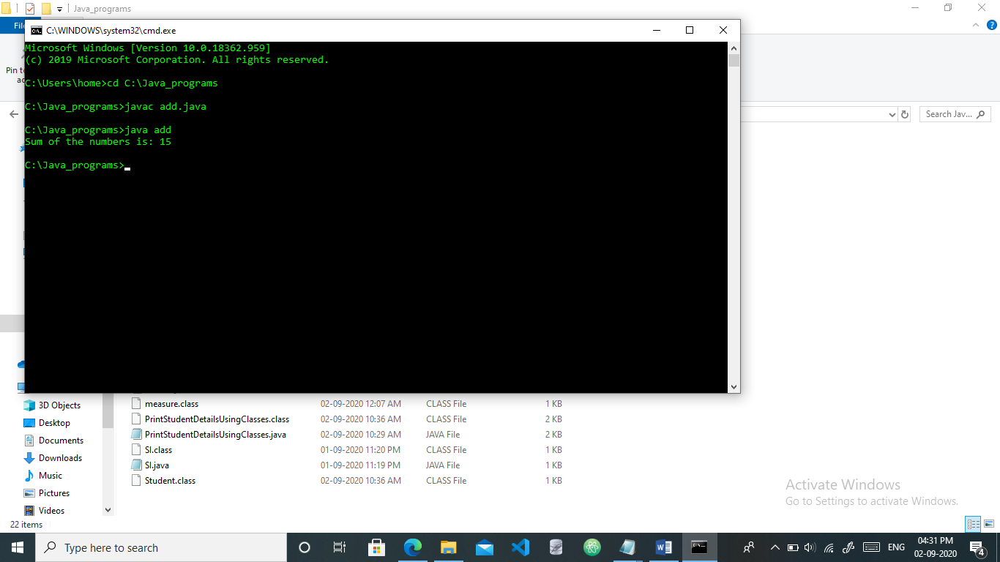 Java_programs
Fil
C:\WINDOWS\system32\cmd.exe
Microsoft Windows [Version 10.0.18362.959]
(c) 2019 Microsoft Corporation. All rights reserved.
C:\Users\home>cd C:\Java_programs
C:\Java_programs>javac add.java
C:\Java_programs>java add
Sum of the numbers is: 15
C:\Java_programs>
Pin to
ac
Search Jav...
3D Objects
Desktop
Documents
Downloads
Music
Pictures
Videos
measure.class 02-09-2020 12:07 AM CLASS File 1 KB
PrintStudentDetailsUsingClasses.class 02-09-2020 10:36 AM CLASS File 2 KB
PrintStudentDetailsUsingClasses.java 02-09-2020 10:29 AM JAVA File 2 KB
SI.class 01-09-2020 11:20 PM CLASS File 1 KB
SI.java 01-09-2020 11:19 PM JAVA File 1 KB
Student.class 02-09-2020 10:36 AM CLASS File 1 KB
Activate Windows
Go to Settings to activate Windows.
22 items
Type here to search
ENG
04:31 PM
02-09-2020
4